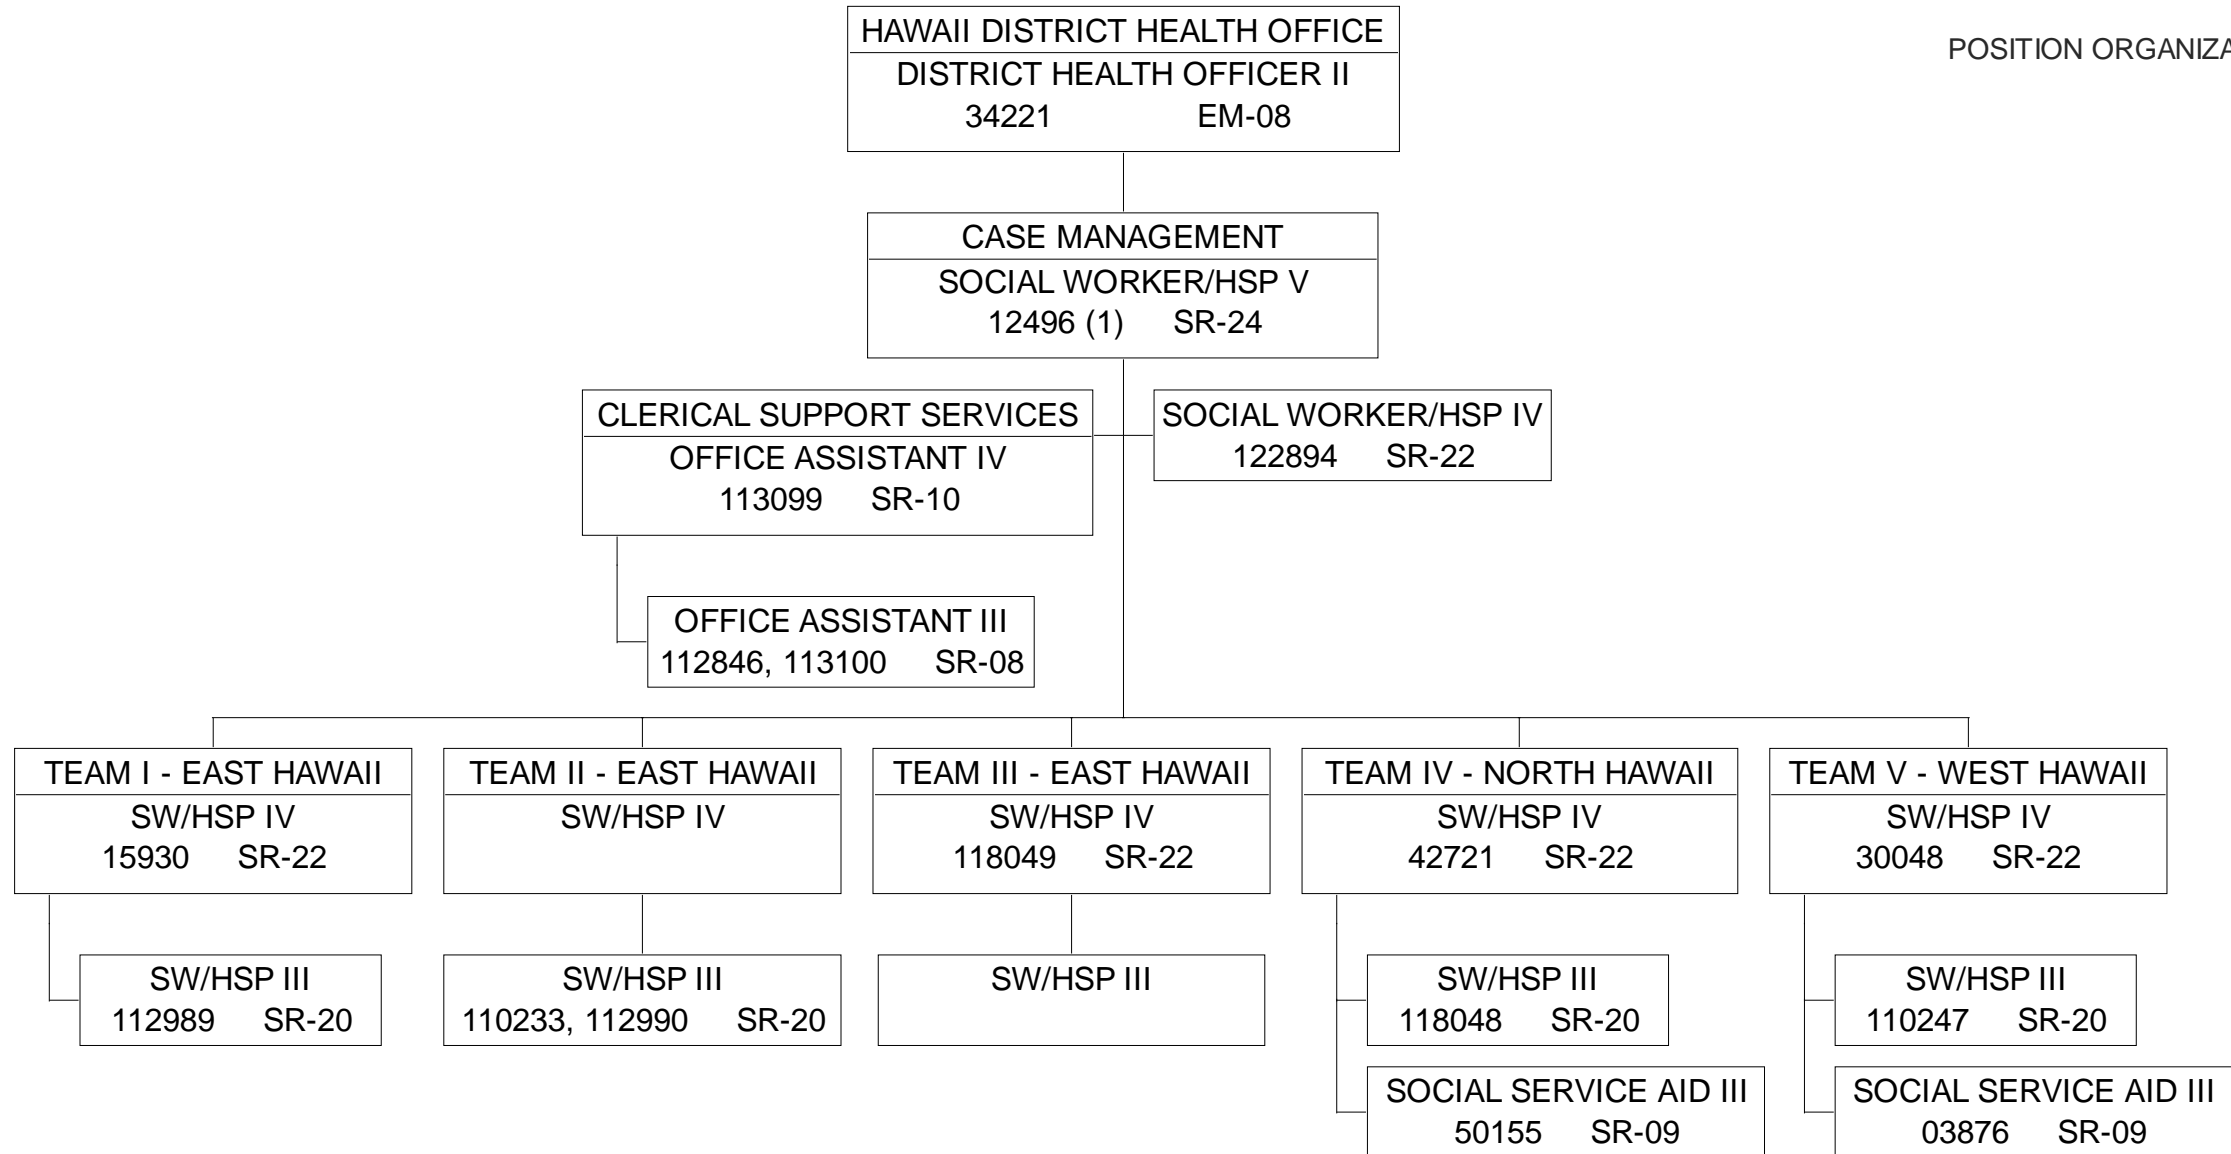 POSITION ORGANIZA
HAWAII DISTRICT HEALTH OFFICE
DISTRICT HEALTH OFFICER II
34221 EM-08
CASE MANAGEMENT
SOCIAL WORKER/HSP V
12496 (1) SR-24
CLERICAL SUPPORT SERVICES
OFFICE ASSISTANT IV
113099 SR-10
SOCIAL WORKER/HSP IV
122894 SR-22
OFFICE ASSISTANT III
112846, 113100 SR-08
TEAM I - EAST HAWAII
SW/HSP IV
15930 SR-22
SW/HSP III
112989 SR-20
TEAM II - EAST HAWAII
SW/HSP IV
SW/HSP III
110233, 112990 SR-20
TEAM III - EAST HAWAII
SW/HSP IV
118049 SR-22
SW/HSP III
TEAM IV - NORTH HAWAII
SW/HSP IV
42721 SR-22
SW/HSP III
118048 SR-20
SOCIAL SERVICE AID III
50155 SR-09
TEAM V - WEST HAWAII
SW/HSP IV
30048 SR-22
SW/HSP III
110247 SR-20
SOCIAL SERVICE AID III
03876 SR-09